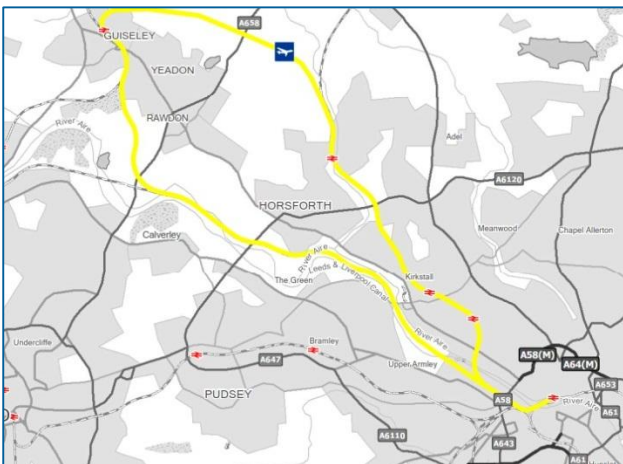 A658
GUISELEY
YEADON
River Aire
RAWDON
Adel
A6120
HORSFORTH
Meanwood
Chapel Allerton
Calverley
River Aire
The Green
Leeds & Liverpool Canal
Kirkstall
River Aire
Undercliffe
Bramley
A647
Upper Armley
A58(M)
A64(M)
A653
PUDSEY
A58
River Aire
A61
A6110
A643
A61